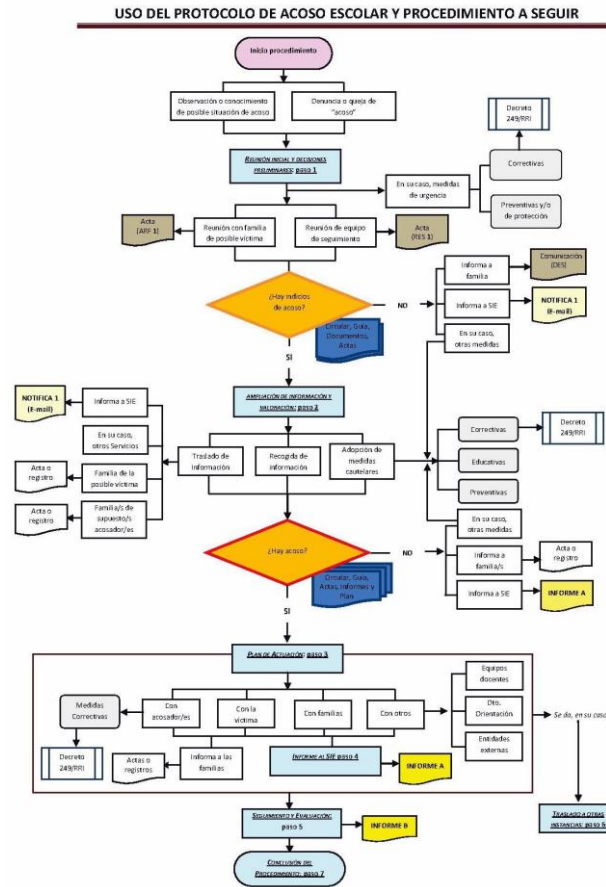 USO DEL PROTOCOLO DE ACOSO ESCOLAR Y PROCEDIMIENTO A SEGUIR
Inicio procedimiento
Observación o conocimiento
de posible situación de acoso
Denuncia o queja de
"acoso"
Decreto
249/RRI
REUNIÓN INICIAL Y DECISIONES
PRELIMINARES: paso 1
En su caso, medidas
de urgencia
Correctivas
Preventivas y/o
de protección
Acta
(ARF 1)
Reunión con familia
de posible víctima
Reunión de equipo
de seguimiento
Acta
(RES 1)
¿Hay indicios
de acoso?
NO
Informa a
familia
Comunicación
(DES)
Informa a SIE
NOTIFICA 1
(E-mail)
En su caso,
otras medidas
Circular, Guía,
Documentos,
Actas
SI
AMPLIACIÓN DE INFORMACIÓN Y
VALORACIÓN: paso 2
NOTIFICA 1
(E-mail)
Informa a SIE
En su caso,
otros Servicios
Acta o
registro
Familia de la
posible víctima
Acta o
registro
Familia/s de
supuesto/s
acosador/es
Traslado de
Información
Recogida de
información
Adopción de
medidas
cautelares
Correctivas
Decreto
249/RRI
Educativas
Preventivas
¿Hay acoso?
NO
En su caso,
otras medidas
Informa a
familia/s
Acta o
registro
Informa a SIE
INFORME A
Circular, Guía,
Actas, Informes y
Plan
SI
PLAN DE ACTUACIÓN: paso 3
Medidas
Correctivas
Con
acosador/es
Con la
víctima
Con familias
Con otros
Equipos
docentes
Dto.
Orientación
Entidades
externas
Se da, en su caso
Decreto
249/RRI
Actas o
registros
Informa a las
familias
INFORME AL SIE paso 4
INFORME A
SEGUIMIENTO Y EVALUACIÓN:
paso 5
INFORME B
TRASLADO A OTRAS
INSTANCIAS: paso 6
CONCLUSIÓN DEL
PROCEDIMIENTO: paso 7